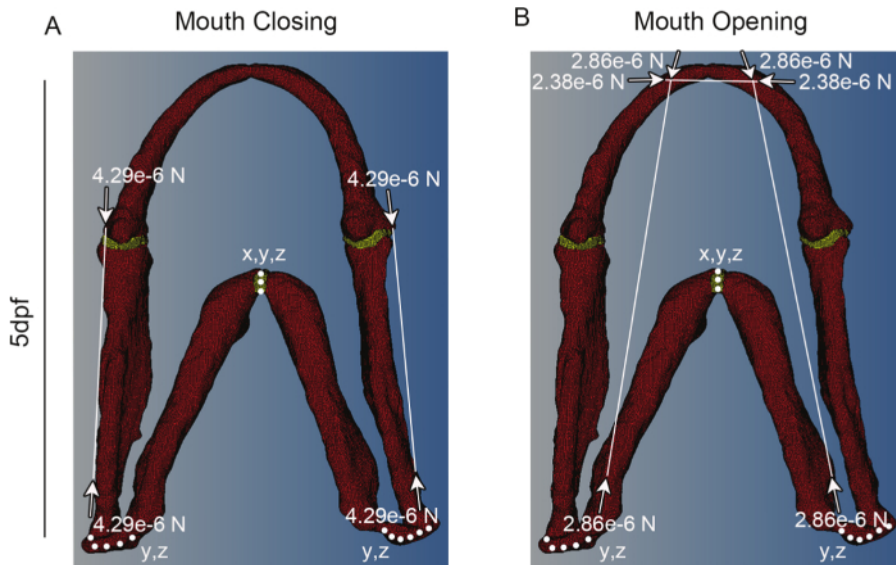 A
Mouth Closing
B
Mouth Opening
5dpf
4.29e-6 N
4.29e-6 N
x,y,z
4.29e-6 N
4.29e-6 N
y,z
y,z
2.86e-6 N
2.86e-6 N
2.38e-6 N
2.38e-6 N
x,y,z
2.86e-6 N
2.86e-6 N
y,z
y,z